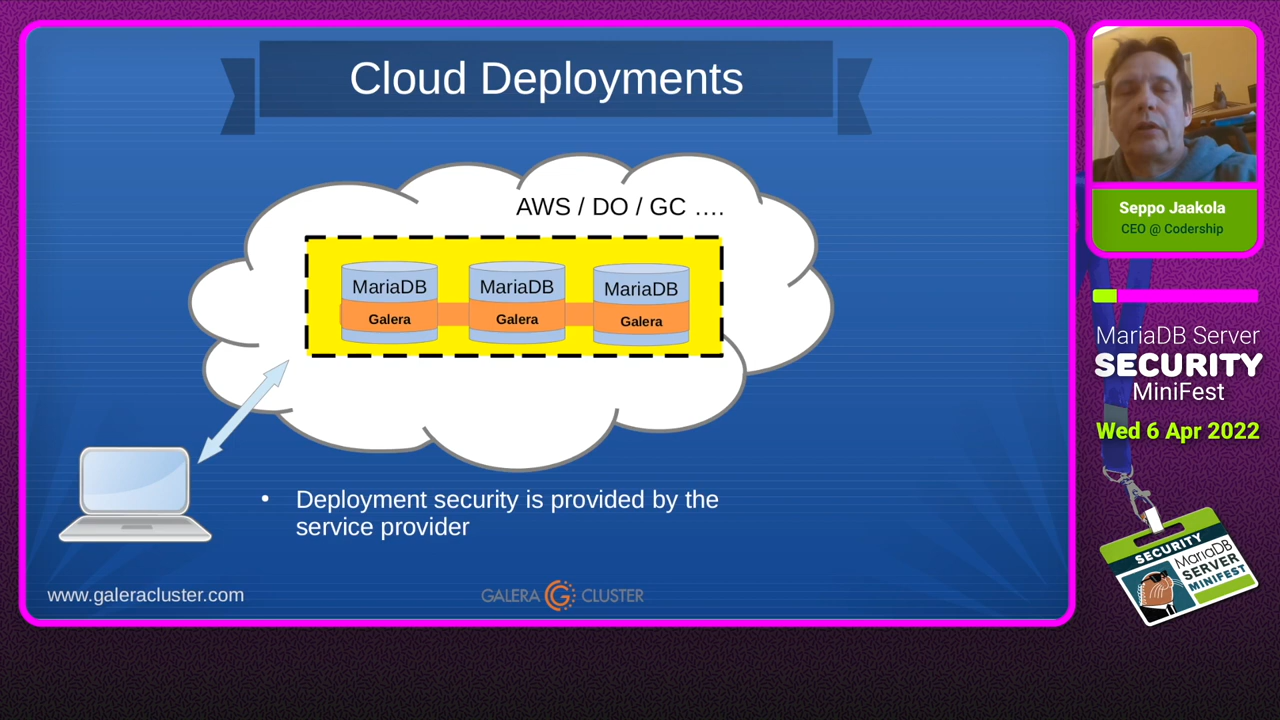 Cloud Deployments
AWS / DO / GC ….
MariaDB
MariaDB
MariaDB
Galera
Galera
Galera
• Deployment security is provided by the
service provider
www.galeracluster.com
GALERA CLUSTER
Seppo Jaakola
CEO @ Codership
MariaDB Server
SECURITY
MiniFest
Wed 6 Apr 2022
SECURITY
MariaDB
SERVER
MINIFEST